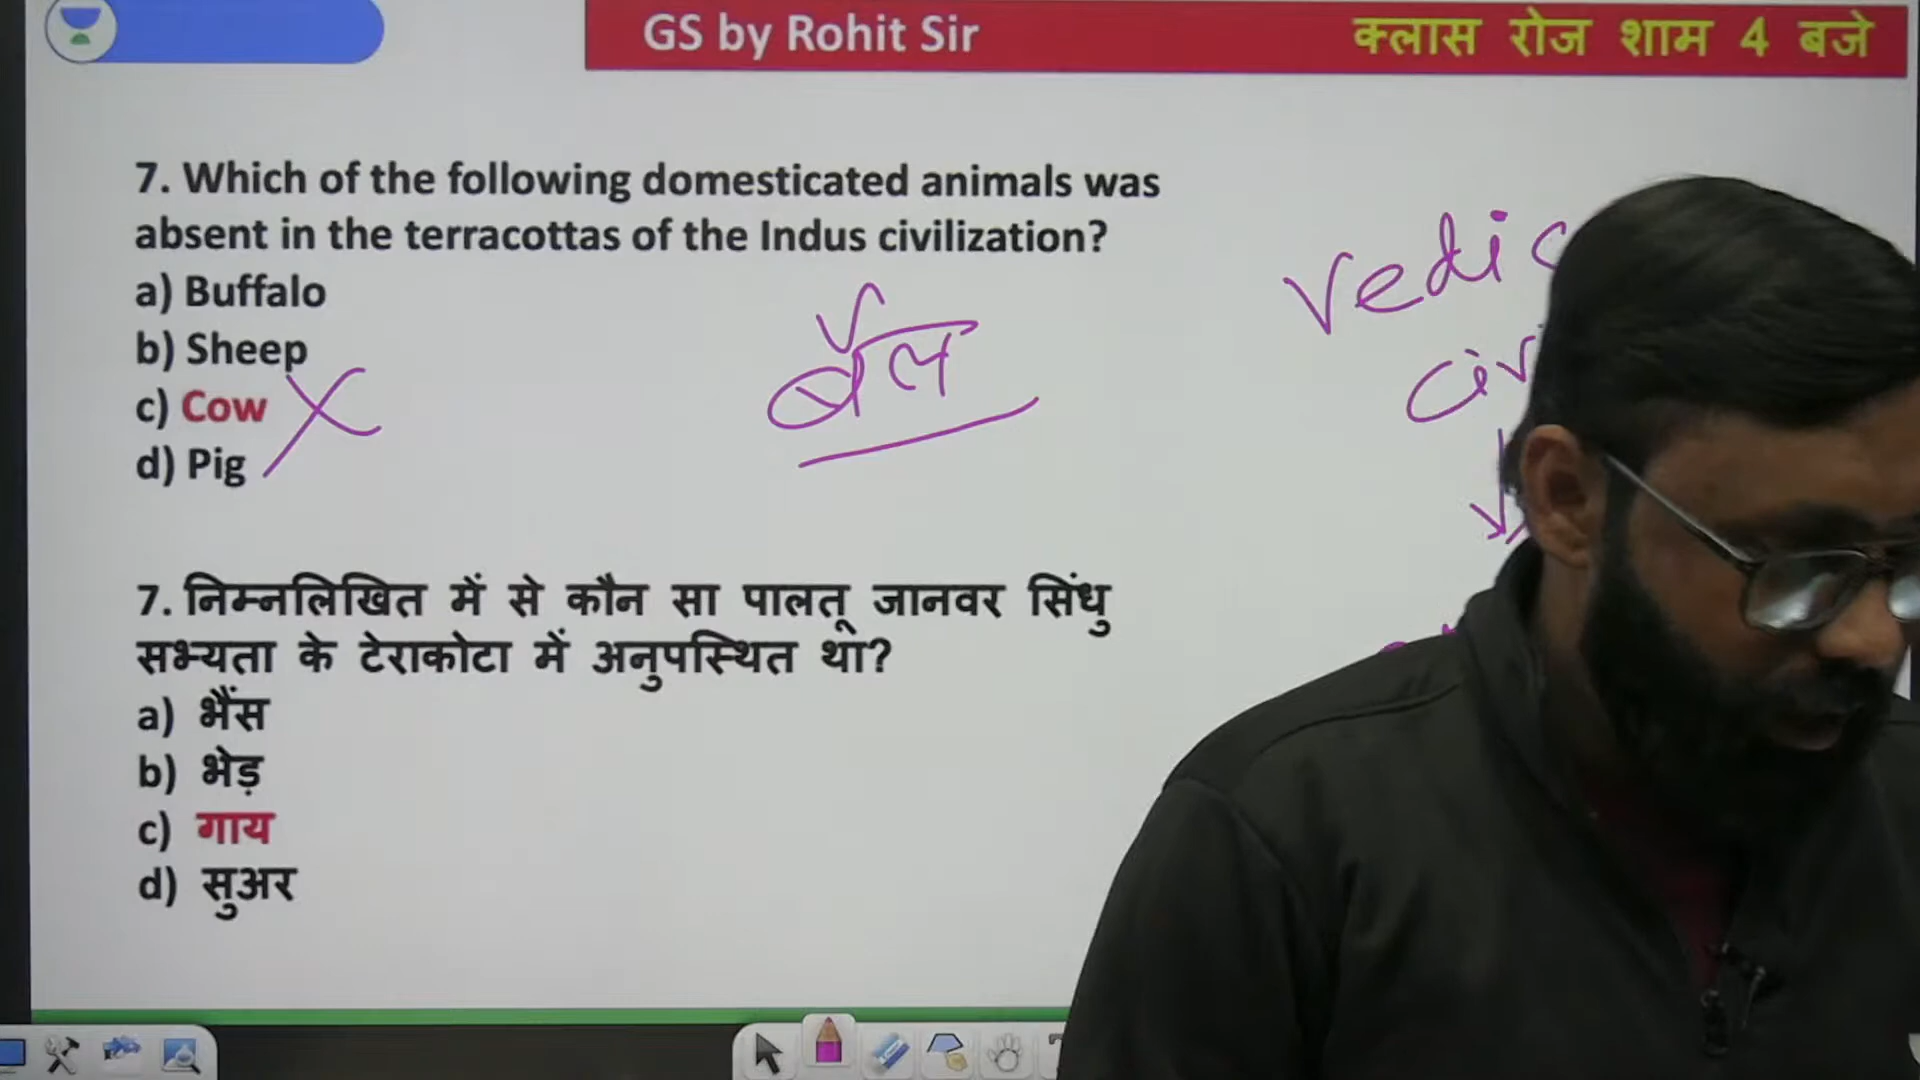 GS by Rohit Sir
क्लास रोज शाम 4 बजे
7. Which of the following domesticated animals was
absent in the terracottas of the Indus civilization?
a) Buffalo
b) Sheep
c) Cow
d) Pig
बैल
vedic
7. निम्नलिखित में से कौन सा पालतू जानवर सिंधु
सभ्यता के टेराकोटा में अनुपस्थित था?
a) भैंस
b) भेड़
c) गाय
d) सुअर